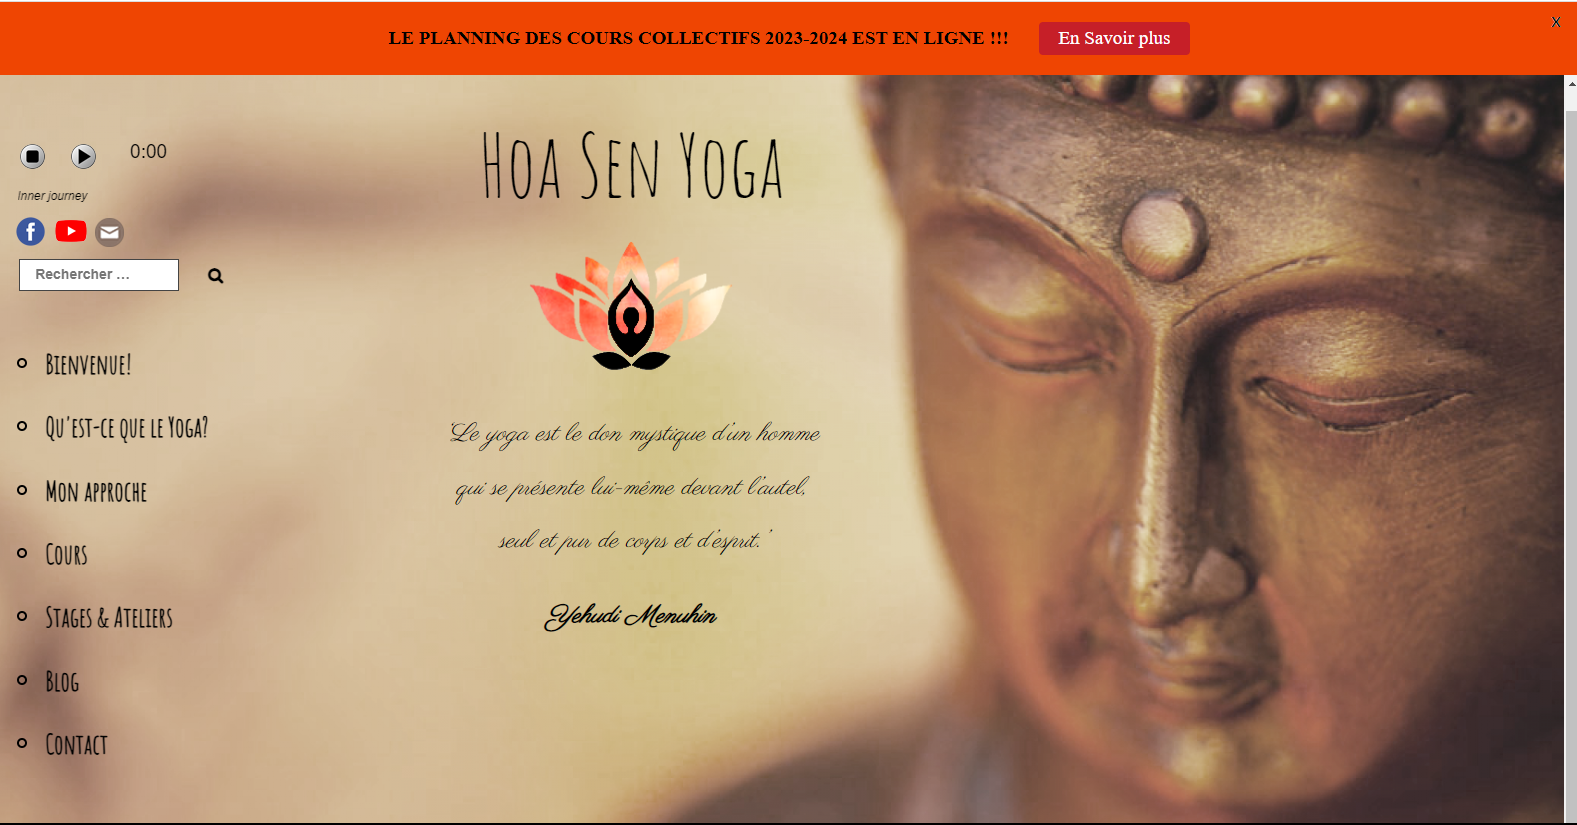 LE PLANNING DES COURS COLLECTIFS 2023-2024 EST EN LIGNE !!!
En Savoir plus
X
0:00
Inner journey
Rechercher ...
Bienvenue!
Qu'est-ce que le Yoga?
Mon approche
Cours
Stages & Ateliers
Blog
Contact
Hoa Sen Yoga
'Le yoga est le don mystique d'un homme
qui se présente lui-même devant l'autel,
seul et pur de corps et d'esprit.'
Yehudi Menuhin